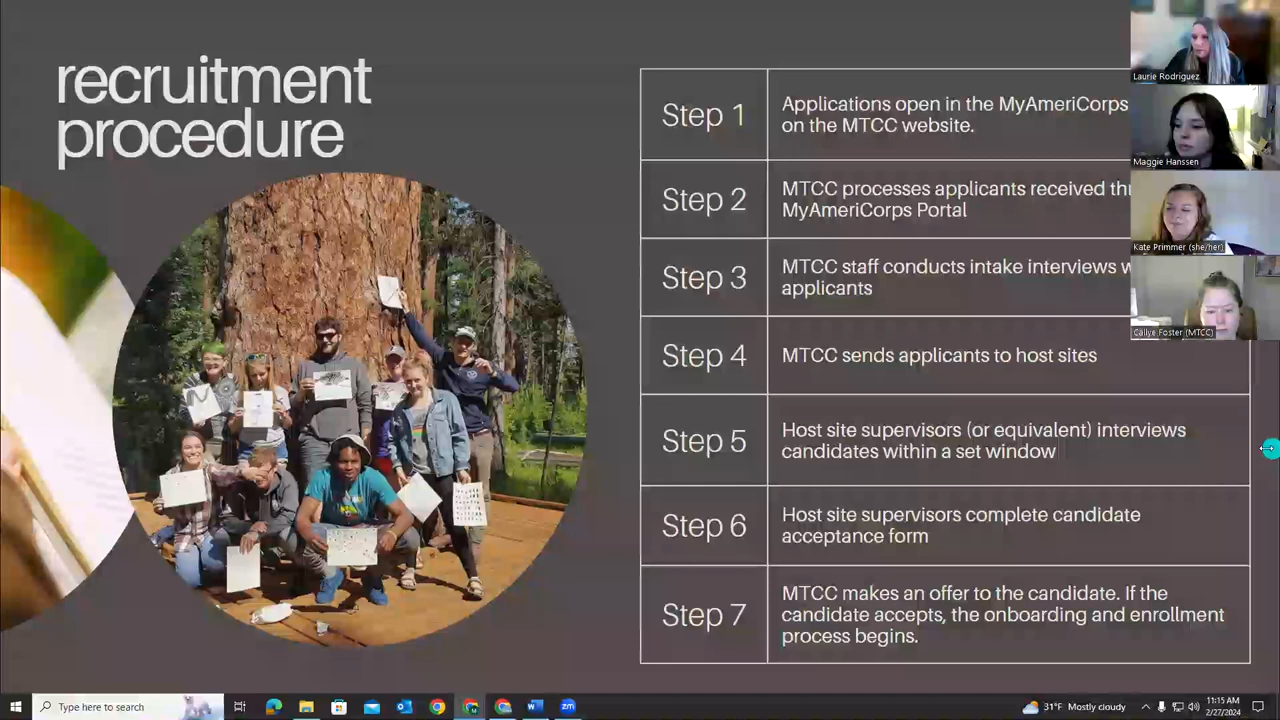 recruitment
procedure
Step 1
Applications open in the MyAmeriCorps
on the MTCC website.
Step 2
MTCC processes applicants received
MyAmeriCorps Portal
Step 3
MTCC staff conducts intake interviews
applicants
Step 4
MTCC sends applicants to host sites
Step 5
Host site supervisors (or equivalent) interviews
candidates within a set window
Step 6
Host site supervisors complete candidate
acceptance form
Step 7
MTCC makes an offer to the candidate. If the
candidate accepts, the onboarding and enrollment
process begins.
Laurie Rodriguez
Maggie Hanssen
Kate Primmer (she/her)
Callye Foster (MTCC)
Type here to search
zm
31°F Mostly cloudy
11:15 AM
2/27/2024